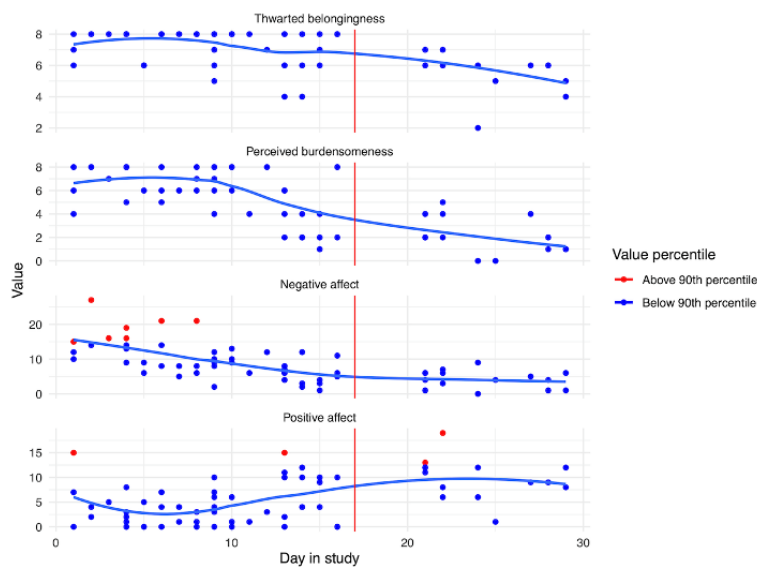 Thwarted belongingness
8
6
4
2
Perceived burdensomeness
8
6
4
2
0
Value
Negative affect
20
10
0
Positive affect
15
10
5
0
0 10 20 30
Day in study
Value percentile
Above 90th percentile
Below 90th percentile